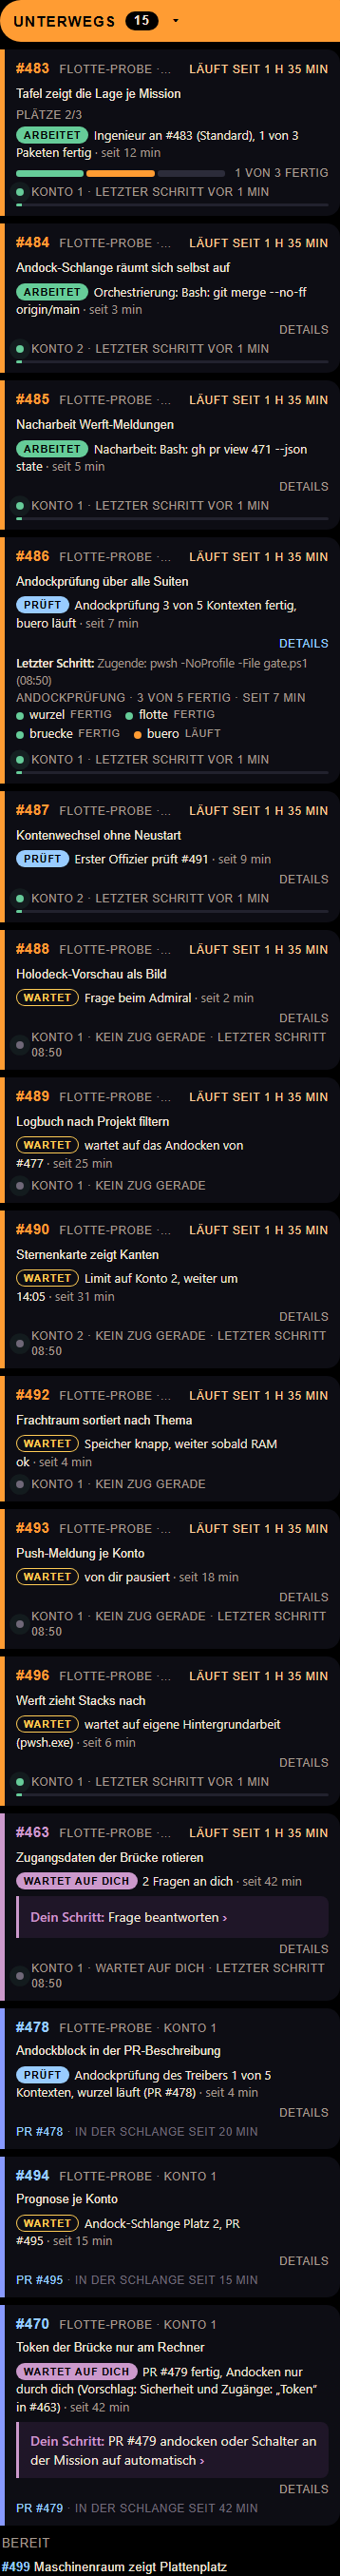 UNTERWEGS 15
#483 FLOTTE-PROBE ·... LÄUFT SEIT 1 H 35 MIN
Tafel zeigt die Lage je Mission
PLÄTZE 2/3
ARBEITET Ingenieur an #483 (Standard), 1 von 3
Paketen fertig · seit 12 min
1 VON 3 FERTIG
KONTO 1 · LETZTER SCHRITT VOR 1 MIN
#484 FLOTTE-PROBE ·... LÄUFT SEIT 1 H 35 MIN
Andock-Schlange räumt sich selbst auf
ARBEITET Orchestrierung: Bash: git merge --no-ff
origin/main · seit 3 min
DETAILS
KONTO 2 · LETZTER SCHRITT VOR 1 MIN
#485 FLOTTE-PROBE ·... LÄUFT SEIT 1 H 35 MIN
Nacharbeit Werft-Meldungen
ARBEITET Nacharbeit: Bash: gh pr view 471 --json
state · seit 5 min
DETAILS
KONTO 1 · LETZTER SCHRITT VOR 1 MIN
#486 FLOTTE-PROBE ·... LÄUFT SEIT 1 H 35 MIN
Andockprüfung über alle Suiten
PRÜFT Andockprüfung 3 von 5 Kontexten fertig,
buero läuft · seit 7 min
DETAILS
Letzter Schritt: Zugende: pwsh -NoProfile -File gate.ps1
(08:50)
ANDOCKPRÜFUNG · 3 VON 5 FERTIG · SEIT 7 MIN
wurzel FERTIG flotte FERTIG
bruecke FERTIG buero LÄUFT
KONTO 1 · LETZTER SCHRITT VOR 1 MIN
#487 FLOTTE-PROBE ·... LÄUFT SEIT 1 H 35 MIN
Kontenwechsel ohne Neustart
PRÜFT Erster Offizier prüft #491 · seit 9 min
DETAILS
KONTO 2 · LETZTER SCHRITT VOR 1 MIN
#488 FLOTTE-PROBE ·... LÄUFT SEIT 1 H 35 MIN
Holodeck-Vorschau als Bild
WARTET Frage beim Admiral · seit 2 min
DETAILS
KONTO 1 · KEIN ZUG GERADE · LETZTER SCHRITT
08:50
#489 FLOTTE-PROBE ·... LÄUFT SEIT 1 H 35 MIN
Logbuch nach Projekt filtern
WARTET wartet auf das Andocken von
#477 · seit 25 min
KONTO 1 · KEIN ZUG GERADE
#490 FLOTTE-PROBE ·... LÄUFT SEIT 1 H 35 MIN
Sternenkarte zeigt Kanten
WARTET Limit auf Konto 2, weiter um
14:05 · seit 31 min
DETAILS
KONTO 2 · KEIN ZUG GERADE · LETZTER SCHRITT
08:50
#492 FLOTTE-PROBE ·... LÄUFT SEIT 1 H 35 MIN
Frachtraum sortiert nach Thema
WARTET Speicher knapp, weiter sobald RAM
ok · seit 4 min
KONTO 1 · KEIN ZUG GERADE
#493 FLOTTE-PROBE ·... LÄUFT SEIT 1 H 35 MIN
Push-Meldung je Konto
WARTET von dir pausiert · seit 18 min
DETAILS
KONTO 1 · KEIN ZUG GERADE · LETZTER SCHRITT
08:50
#496 FLOTTE-PROBE ·... LÄUFT SEIT 1 H 35 MIN
Werft zieht Stacks nach
WARTET wartet auf eigene Hintergrundarbeit
(pwsh.exe) · seit 6 min
DETAILS
KONTO 1 · LETZTER SCHRITT VOR 1 MIN
#463 FLOTTE-PROBE ·... LÄUFT SEIT 1 H 35 MIN
Zugangsdaten der Brücke rotieren
WARTET AUF DICH 2 Fragen an dich · seit 42 min
Dein Schritt: Frage beantworten ›
DETAILS
KONTO 1 · WARTET AUF DICH · LETZTER SCHRITT
08:50
#478 FLOTTE-PROBE · KONTO 1
Andockblock in der PR-Beschreibung
PRÜFT Andockprüfung des Treibers 1 von 5
Kontexten, wurzel läuft (PR #478) · seit 4 min
DETAILS
PR #478 · IN DER SCHLANGE SEIT 20 MIN
#494 FLOTTE-PROBE · KONTO 1
Prognose je Konto
WARTET Andock-Schlange Platz 2, PR
#495 · seit 15 min
DETAILS
PR #495 · IN DER SCHLANGE SEIT 15 MIN
#470 FLOTTE-PROBE · KONTO 1
Token der Brücke nur am Rechner
WARTET AUF DICH PR #479 fertig, Andocken nur
durch dich (Vorschlag: Sicherheit und Zugänge: „Token“
in #463) · seit 42 min
Dein Schritt: PR #479 andocken oder Schalter an
der Mission auf automatisch ›
DETAILS
PR #479 · IN DER SCHLANGE SEIT 42 MIN
BEREIT
#499 Maschinenraum zeigt Plattenplatz